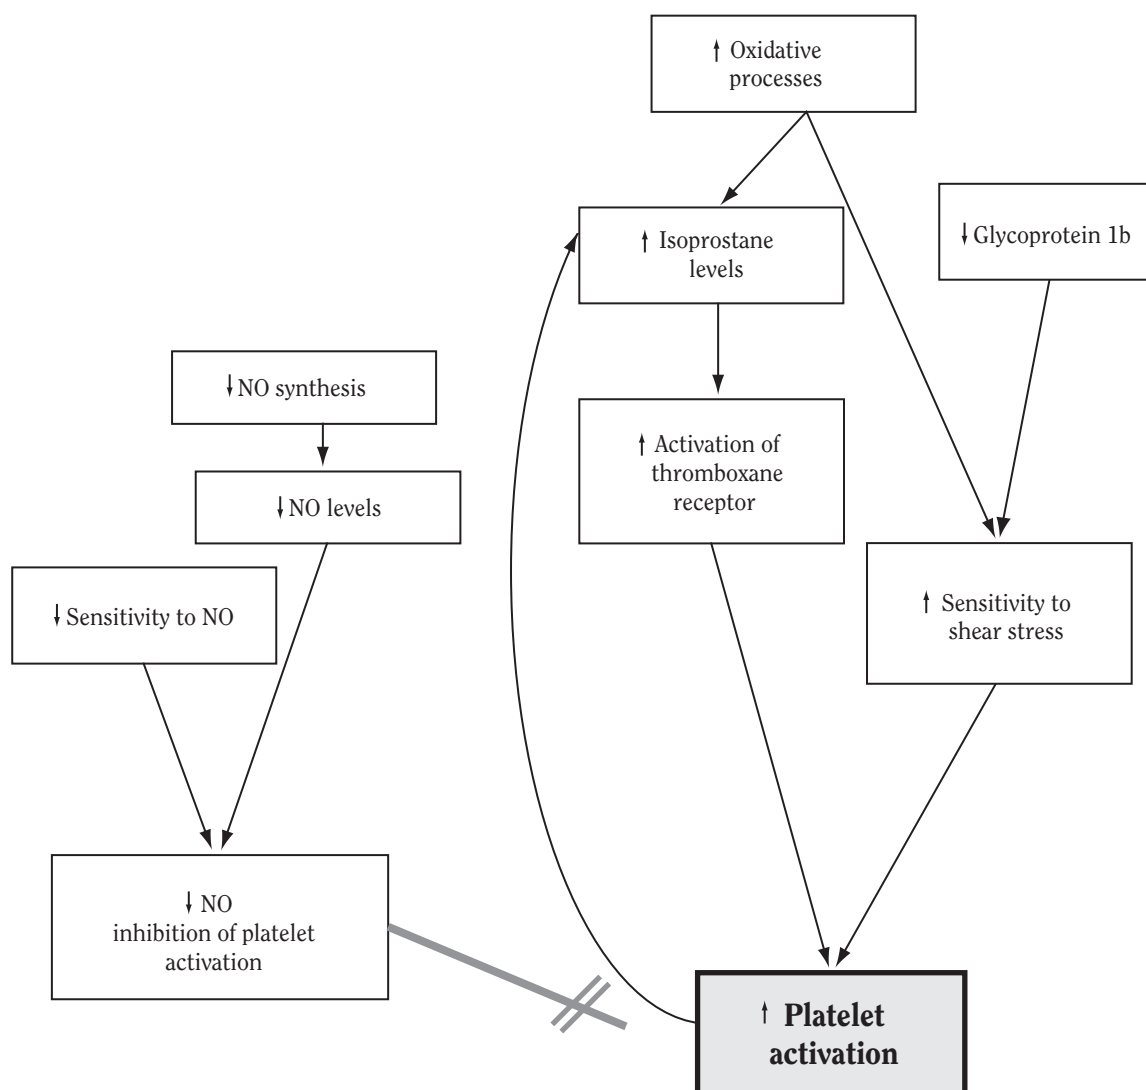 ↑ Oxidative
processes
↓ Glycoprotein 1b
↑ Isoprostane
levels
↓ NO synthesis
↑ Activation of
thromboxane
receptor
↓ NO levels
↓ Sensitivity to NO
↑ Sensitivity to
shear stress
↓ NO
inhibition of platelet
activation
↑ Platelet
activation